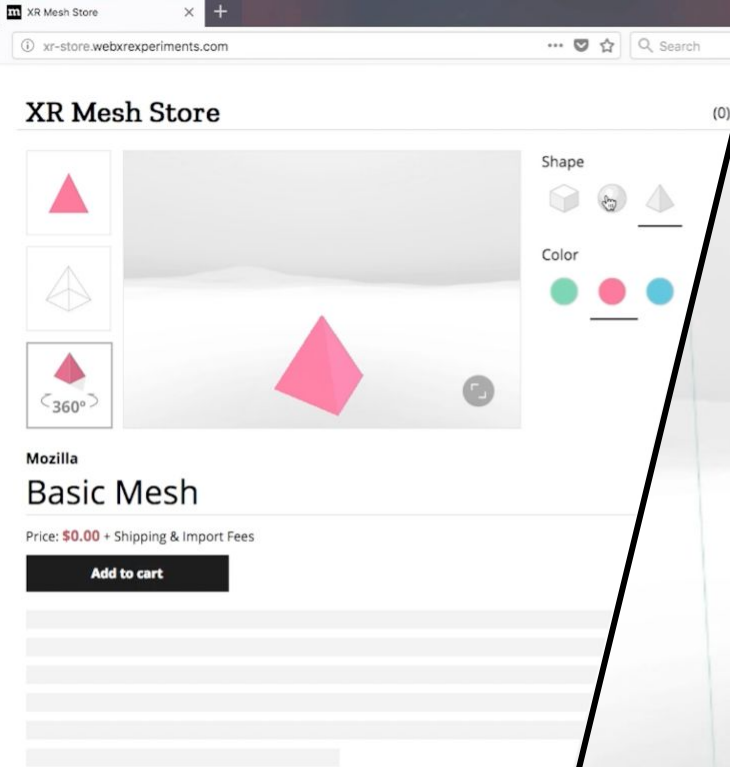 m XR Mesh Store
xr-store.webxrexperiments.com
Search
XR Mesh Store
(0)
Shape
Color
360º
Mozilla
Basic Mesh
Price: $0.00 + Shipping & Import Fees
Add to cart